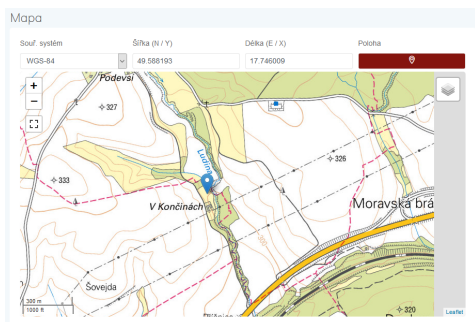 Mapa
Souř. systém
Šířka (N / Y)
Délka (E / X)
Poloha
WGS-84
49.588193
17.746009
+
−
Podevsí
327
Ludina
326
333
V Končinách
Moravská brá
Šovejda
300 m
1000 ft
320
Leaflet